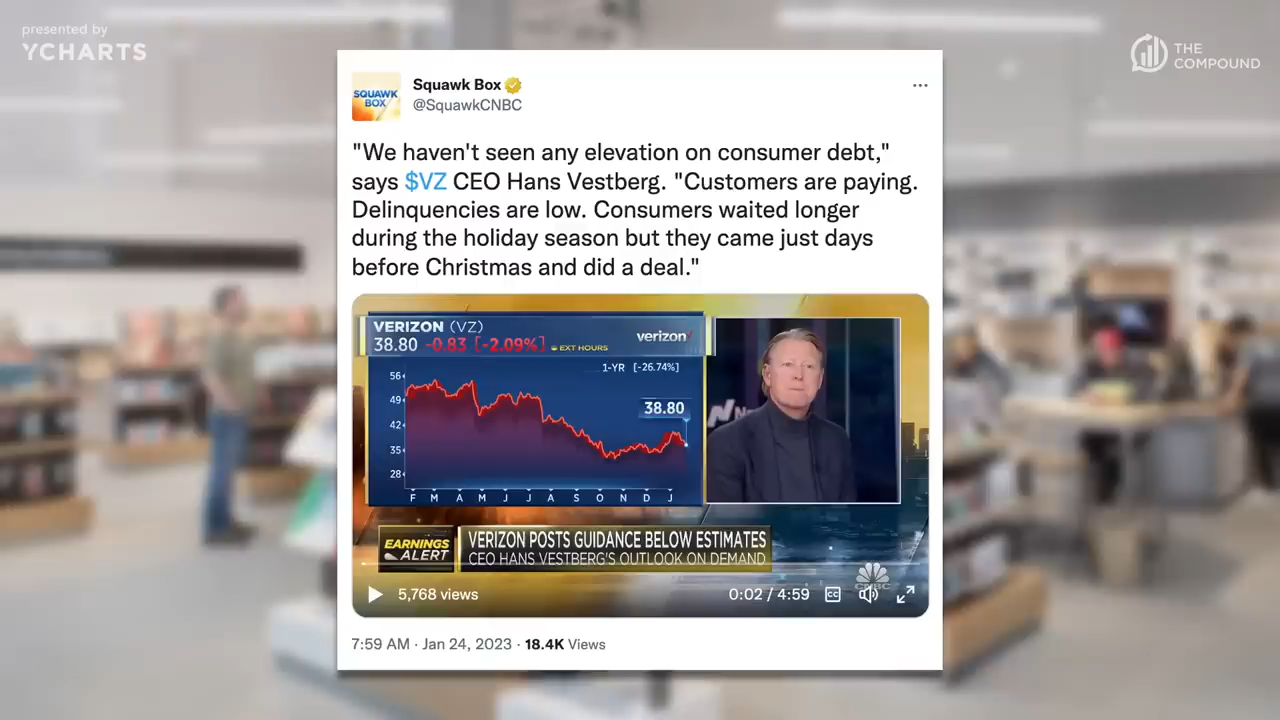 presented by
YCHARTS
THE
COMPOUND
SQUAWK
BOX
Squawk Box
@SquawkCNBC
"We haven't seen any elevation on consumer debt,"
says $VZ CEO Hans Vestberg. "Customers are paying.
Delinquencies are low. Consumers waited longer
during the holiday season but they came just days
before Christmas and did a deal."
VERIZON (VZ)
38.80 -0.83 [-2.09%] EXT HOURS
verizon
1-YR [-26.74%]
56
49
42
35
28
38.80
F M A M J J A S O N D J
EARNINGS
ALERT
VERIZON POSTS GUIDANCE BELOW ESTIMATES
CEO HANS VESTBERG'S OUTLOOK ON DEMAND
CNBC
5,768 views
0:02 / 4:59
CC
7:59 AM · Jan 24, 2023 · 18.4K Views